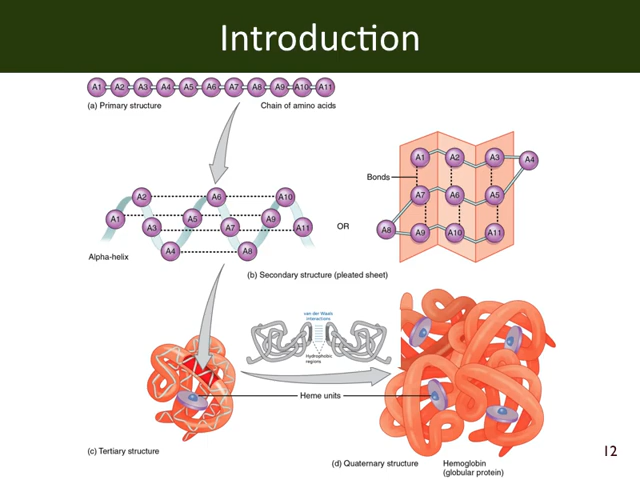 Introduction
A1 A2 A3 A4 A5 A6 A7 A8 A9 A10 A11
(a) Primary structure
Chain of amino acids
A1 A2 A3 A4
Bonds
A7 A6 A5
A8 A9 A10 A11
A2 A6 A10
A1 A5 A9
A3 A7 A11
A4 A8
OR
Alpha-helix
(b) Secondary structure (pleated sheet)
van der Waals
interactions
Hydrophobic
regions
Heme units
(c) Tertiary structure
(d) Quaternary structure
Hemoglobin
(globular protein)
12